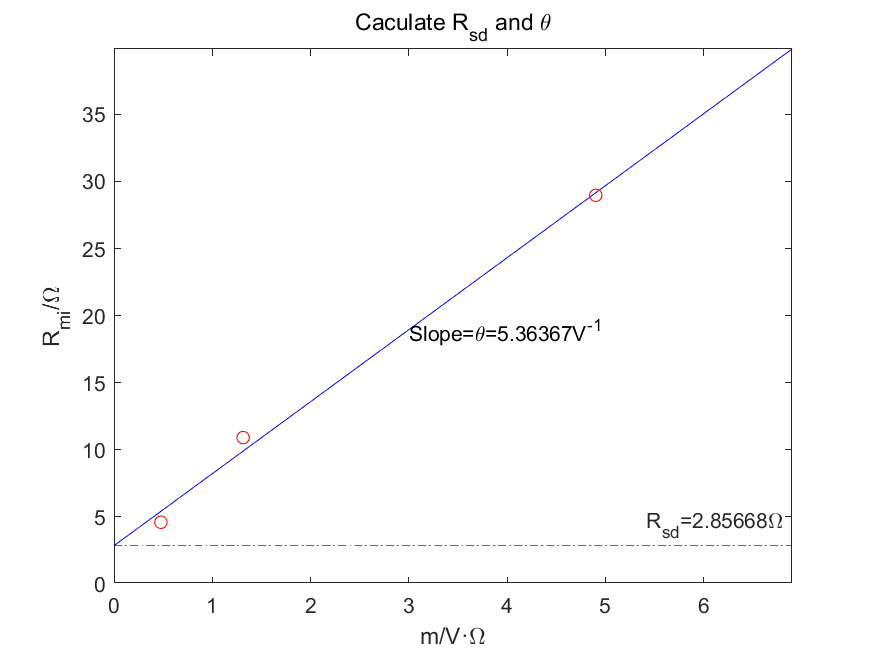 Caculate R_sd and θ
35
30
25
20
15
10
5
0
R_mi/Ω
Slope=θ=5.36367V^-1
R_sd=2.85668Ω
0 1 2 3 4 5 6
m/V·Ω